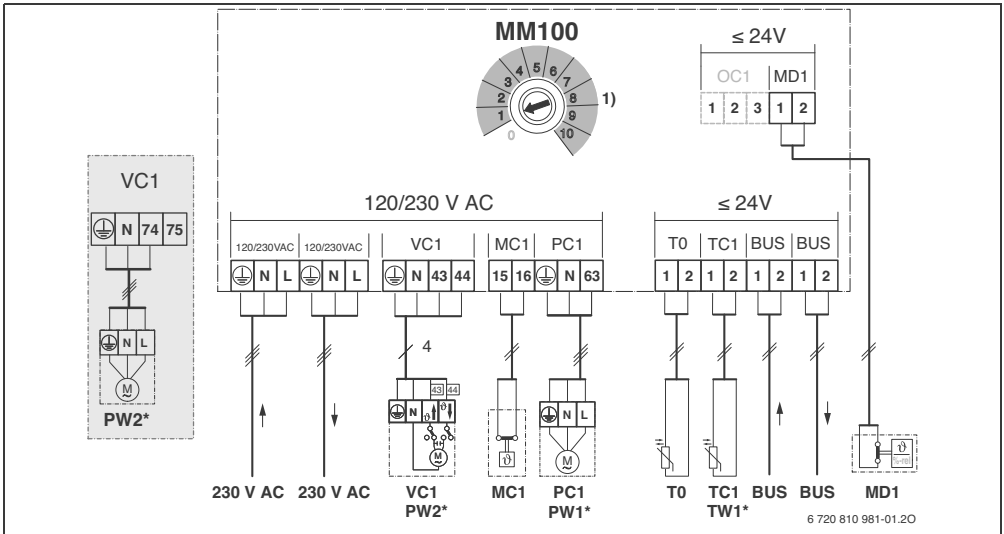 MM100
0 1 2 3 4 5 6 7 8 9 10
1)
≤ 24V
OC1 MD1
1 2 3 1 2
VC1
N 74 75
N L
M
PW2*
120/230 V AC
≤ 24V
120/230VAC 120/230VAC VC1 MC1 PC1 T0 TC1 BUS BUS
N L N L N 43 44 15 16 N 63 1 2 1 2 1 2 1 2
4
43 44
N ϑ ϑ
N L
M
ϑ
M
ϑ
%-rel
230 V AC 230 V AC VC1 MC1 PC1 T0 TC1 BUS BUS MD1
PW2* PW1* TW1*
6 720 810 981-01.2O